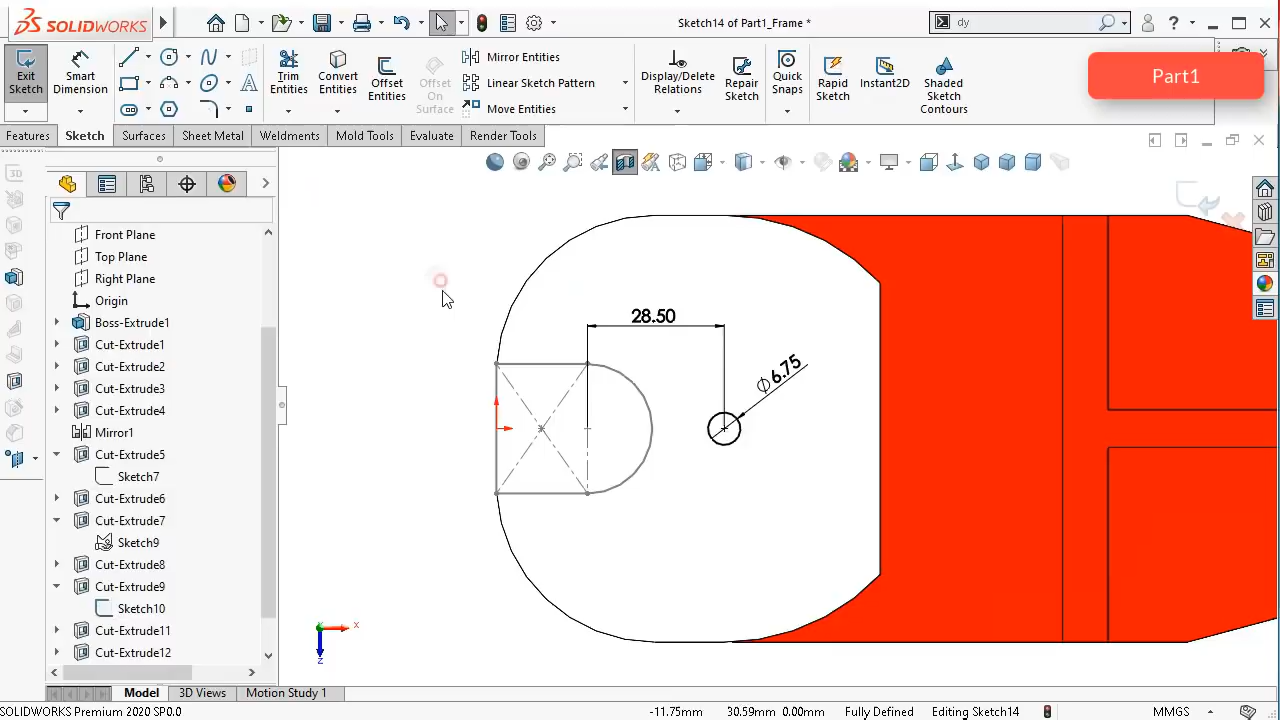 SOLIDWORKS
Sketch14 of Part1_Frame *
dy
?
Exit Sketch
Smart Dimension
Trim Entities
Convert Entities
Offset Entities
Offset On Surface
Mirror Entities
Linear Sketch Pattern
Move Entities
Display/Delete Relations
Repair Sketch
Quick Snaps
Rapid Sketch
Instant2D
Shaded Sketch Contours
Part1
Features
Sketch
Surfaces
Sheet Metal
Weldments
Mold Tools
Evaluate
Render Tools
Front Plane
Top Plane
Right Plane
Origin
Boss-Extrude1
Cut-Extrude1
Cut-Extrude2
Cut-Extrude3
Cut-Extrude4
Mirror1
Cut-Extrude5
Sketch7
Cut-Extrude6
Cut-Extrude7
Sketch9
Cut-Extrude8
Cut-Extrude9
Sketch10
Cut-Extrude11
Cut-Extrude12
28.50
⌀6.75
x
Y
z
Model
3D Views
Motion Study 1
SOLIDWORKS Premium 2020 SP0.0
-11.75mm
30.59mm 0.00mm
Fully Defined
Editing Sketch14
MMGS